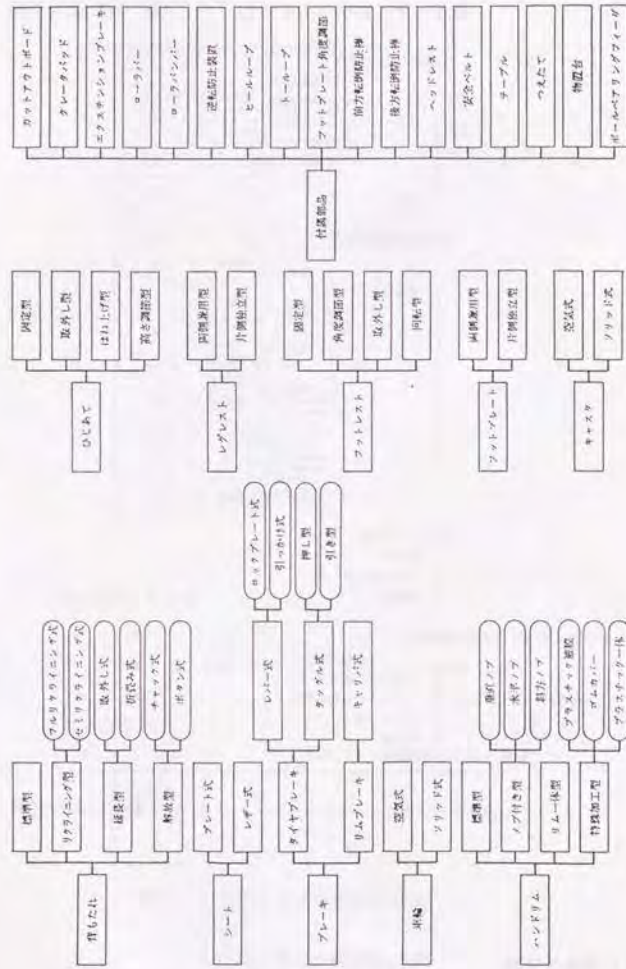 背もたれ
標準型
リクライニング型
フルリクライニング式
セミリクライニング式
延長型
取外し式
折畳み式
解放型
チャック式
ボタン式
シート
プレート式
レザー式
ブレーキ
タイヤブレーキ
レバー式
ロックプレート式
引っかけ式
タッグル式
押し型
引き型
リムブレーキ
キャリパ式
車輪
空気式
ソリッド式
ハンドリム
標準型
ノブ付き型
垂直ノブ
水平ノブ
斜方ノブ
リム一体型
特殊加工型
プラスチック被膜
ゴムカバー
プラスチック一体
ひじあて
固定型
取外し型
はね上げ型
高さ調節型
レグレスト
両側兼用型
片側独立型
フットレスト
固定型
角度調節型
取外し型
回転型
フットプレート
両側兼用型
片側独立型
キャスタ
空気式
ソリッド式
付属部品
カットアウトボード
クレータパッド
エクステンションブレーキ
ローラバー
ローラバンパー
逆転防止装置
ヒールループ
トーループ
フットプレート角度調節
前方転倒防止棒
後方転倒防止棒
ヘッドレスト
安全ベルト
テーブル
つえたて
物置台
ボールベアリングフィーダ